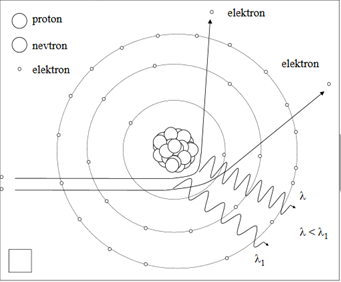 proton
nevtron
elektron
elektron
elektron
λ
λ < λ₁
λ₁